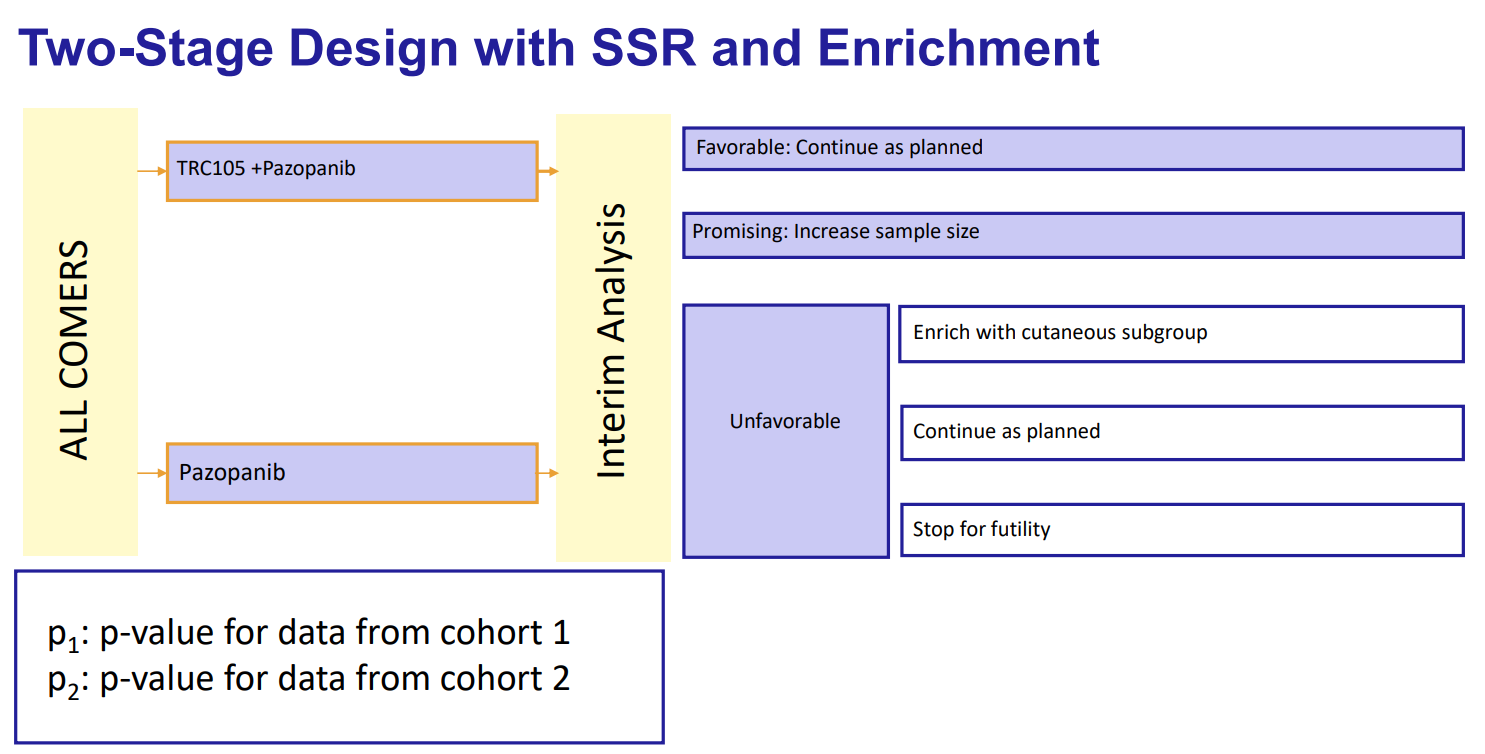 Two-Stage Design with SSR and Enrichment
ALL COMERS
TRC105 +Pazopanib
Pazopanib
Interim Analysis
Favorable: Continue as planned
Promising: Increase sample size
Unfavorable
Enrich with cutaneous subgroup
Continue as planned
Stop for futility
p₁: p-value for data from cohort 1
p₂: p-value for data from cohort 2